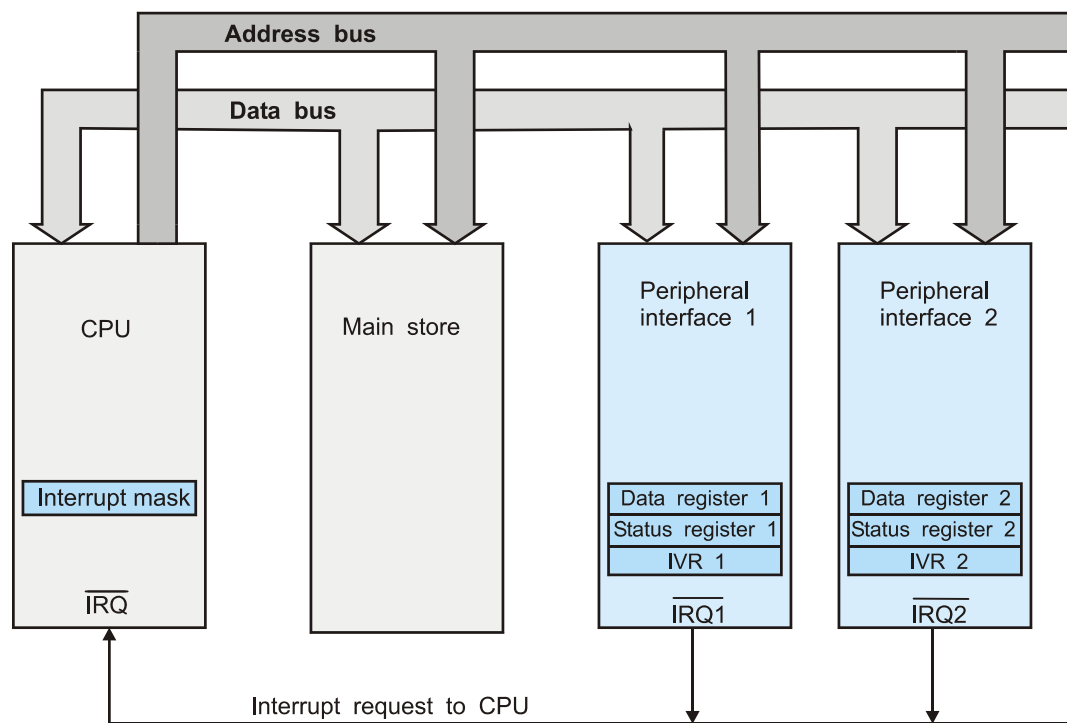 Address bus
Data bus
CPU
Interrupt mask
IRQ
Main store
Peripheral
interface 1
Data register 1
Status register 1
IVR 1
IRQ1
Peripheral
interface 2
Data register 2
Status register 2
IVR 2
IRQ2
Interrupt request to CPU